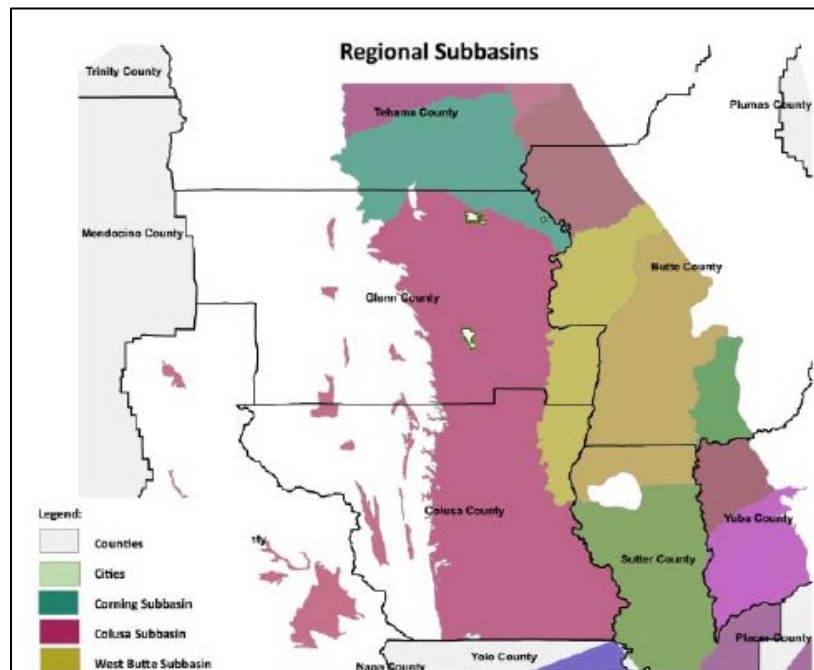 Regional Subbasins
Trinity County
Plumas County
Tehama County
Mendocino County
Butte County
Glenn County
Colusa County
Yuba County
Sutter County
Placer County
Napa County
Yolo County
Legend:
Counties
Cities
Corning Subbasin
Colusa Subbasin
West Butte Subbasin